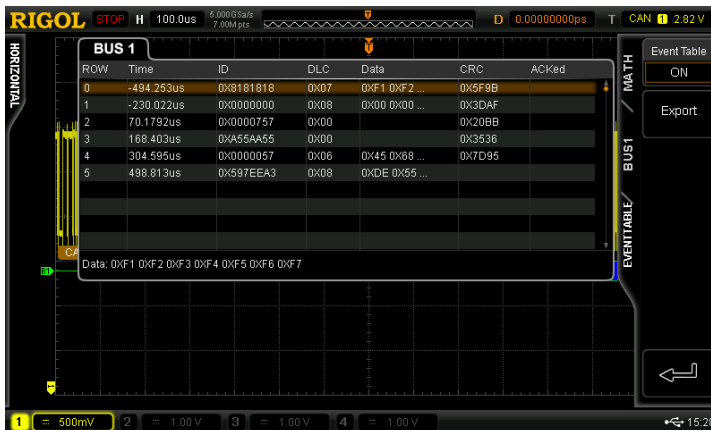 RIGOL STOP H 100.0us 5.000GSa/s 7.00M pts D 0.00000000ps T CAN 1 2.82 V
HORIZONTAL
BUS 1
ROW Time ID DLC Data CRC ACKed
0 -494.253us 0X8181818 0X07 0XF1 0XF2 ... 0X5F9B
1 -230.022us 0X0000000 0X08 0X00 0X00 ... 0X3DAF
2 70.1792us 0X0000757 0X00 0X20BB
3 168.403us 0XA55AA55 0X00 0X3536
4 304.595us 0X0000057 0X06 0X45 0X68 ... 0X7D95
5 498.813us 0X597EEA3 0X08 0XDE 0X55 ...
Data: 0XF1 0XF2 0XF3 0XF4 0XF5 0XF6 0XF7
CA
B1
MATH
BUS1
EVENTTABLE
Event Table
ON
Export
1 = 500mV 2 = 1.00 V 3 = 1.00 V 4 = 1.00 V 15:20